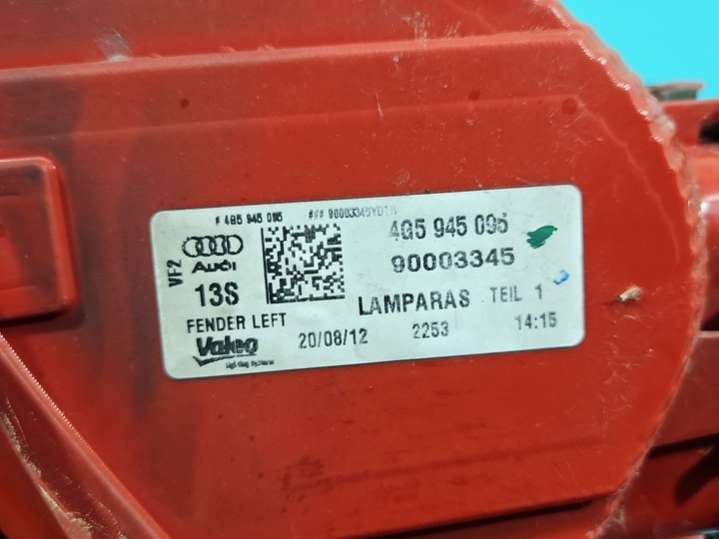 # 4G5 945 095 ### 90003345YD1R
VF2
Audi
13S
FENDER LEFT
Valeo
20/08/12
4G5 945 095
90003345
LAMPARAS TEIL 1
2253 14:15